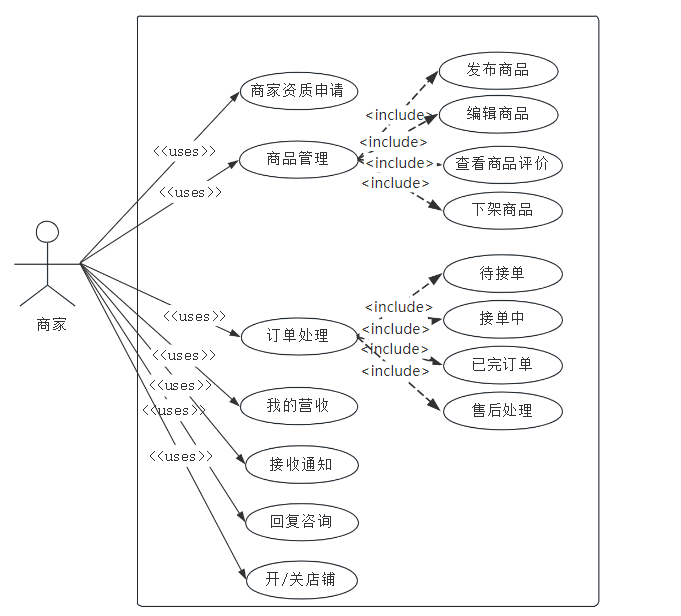 发布商品
商家资质申请
<include>
编辑商品
<include>
<<uses>>
商品管理
<include>
查看商品评价
<include>
<<uses>>
下架商品
待接单
<include>
商家
<<uses>>
接单中
<include>
订单处理
<include>
<<uses>>
已完订单
<include>
<<uses>>
我的营收
售后处理
<<uses>>
<<uses>>
接收通知
回复咨询
开/关店铺